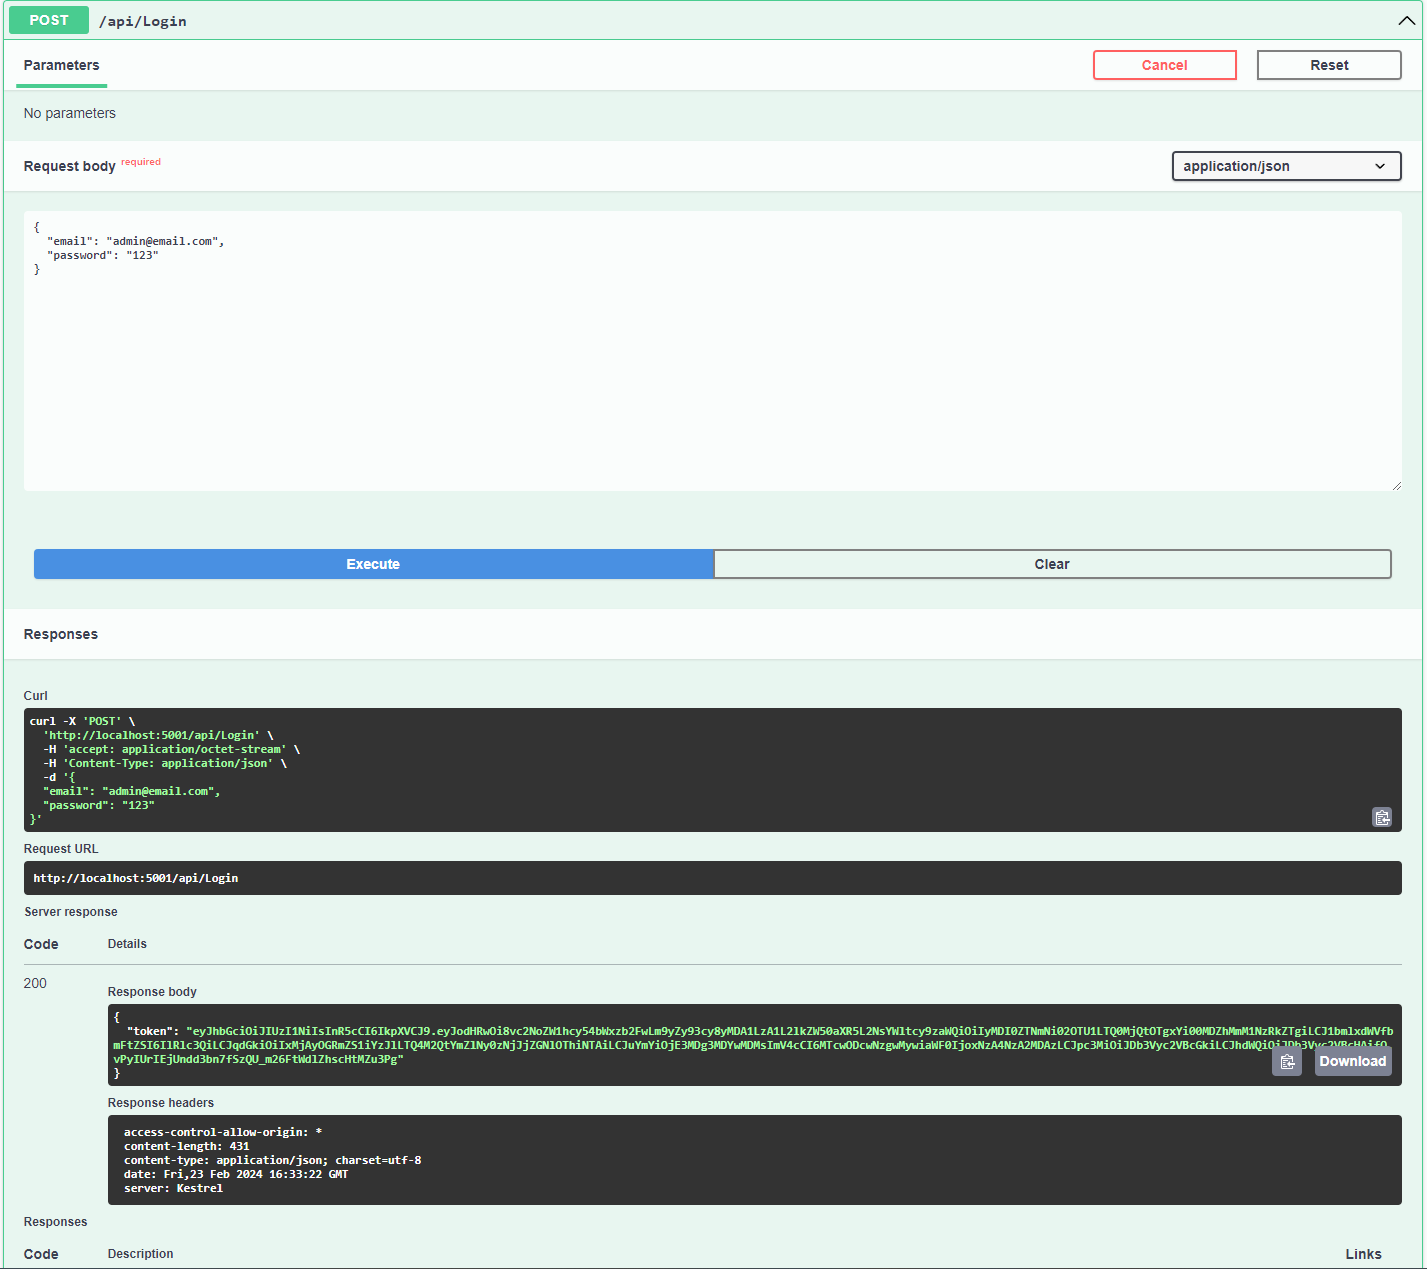 POST /api/Login
Parameters
Cancel
Reset
No parameters
Request body required
application/json
{
"email": "admin@email.com",
"password": "123"
}
Execute
Clear
Responses
Curl
curl -X 'POST' \
'http://localhost:5001/api/Login' \
-H 'accept: application/octet-stream' \
-H 'Content-Type: application/json' \
-d '{
"email": "admin@email.com",
"password": "123"
}'
Request URL
http://localhost:5001/api/Login
Server response
Code Details
200
Response body
{
"token":
}
Download
Response headers
access-control-allow-origin: *
content-length: 431
content-type: application/json; charset=utf-8
date: Fri,23 Feb 2024 16:33:22 GMT
server: Kestrel
Responses
Code Description Links